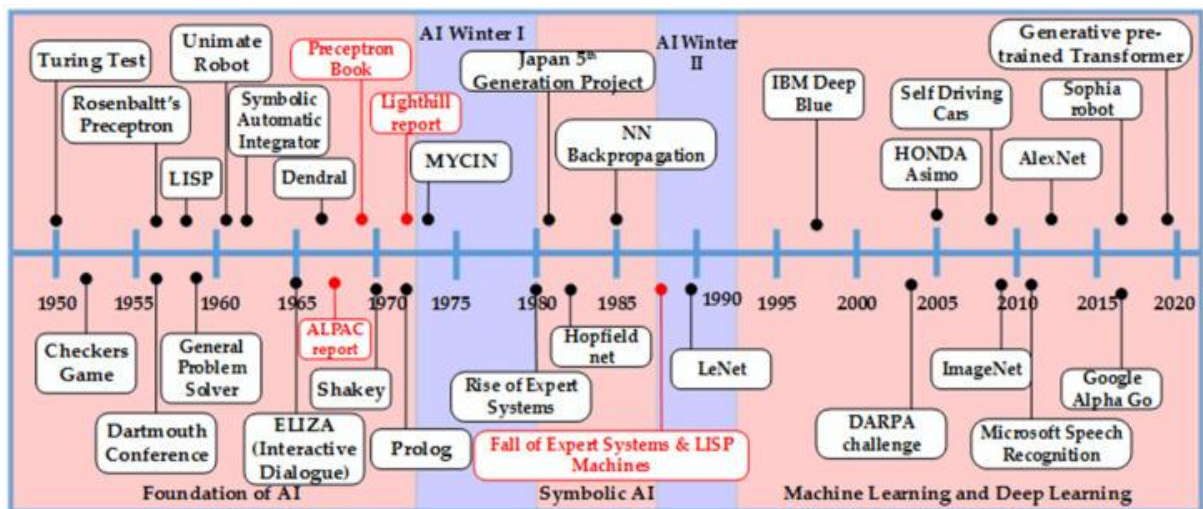 AI Winter I
AI Winter
II
Turing Test
Unimate
Robot
Preceptron
Book
Japan 5th
Generation Project
Generative pre-
trained Transformer
Rosenbaltt's
Preceptron
Symbolic
Automatic
Integrator
Lighthill report
IBM Deep
Blue
Self Driving
Cars
Sophia
robot
LISP
Dendral
MYCIN
NN
Backpropagation
HONDA
Asimo
AlexNet
1950
1955
1960
1965
1970
1975
1980
1985
1990
1995
2000
2005
2010
2015
2020
Checkers
Game
General
Problem
Solver
ALPAC
report
Shakey
Hopfield
net
LeNet
ImageNet
Google
Alpha Go
Dartmouth
Conference
ELIZA
(Interactive
Dialogue)
Prolog
Rise of Expert
Systems
Fall of Expert Systems & LISP
Machines
DARPA
challenge
Microsoft Speech
Recognition
Foundation of AI
Symbolic AI
Machine Learning and Deep Learning